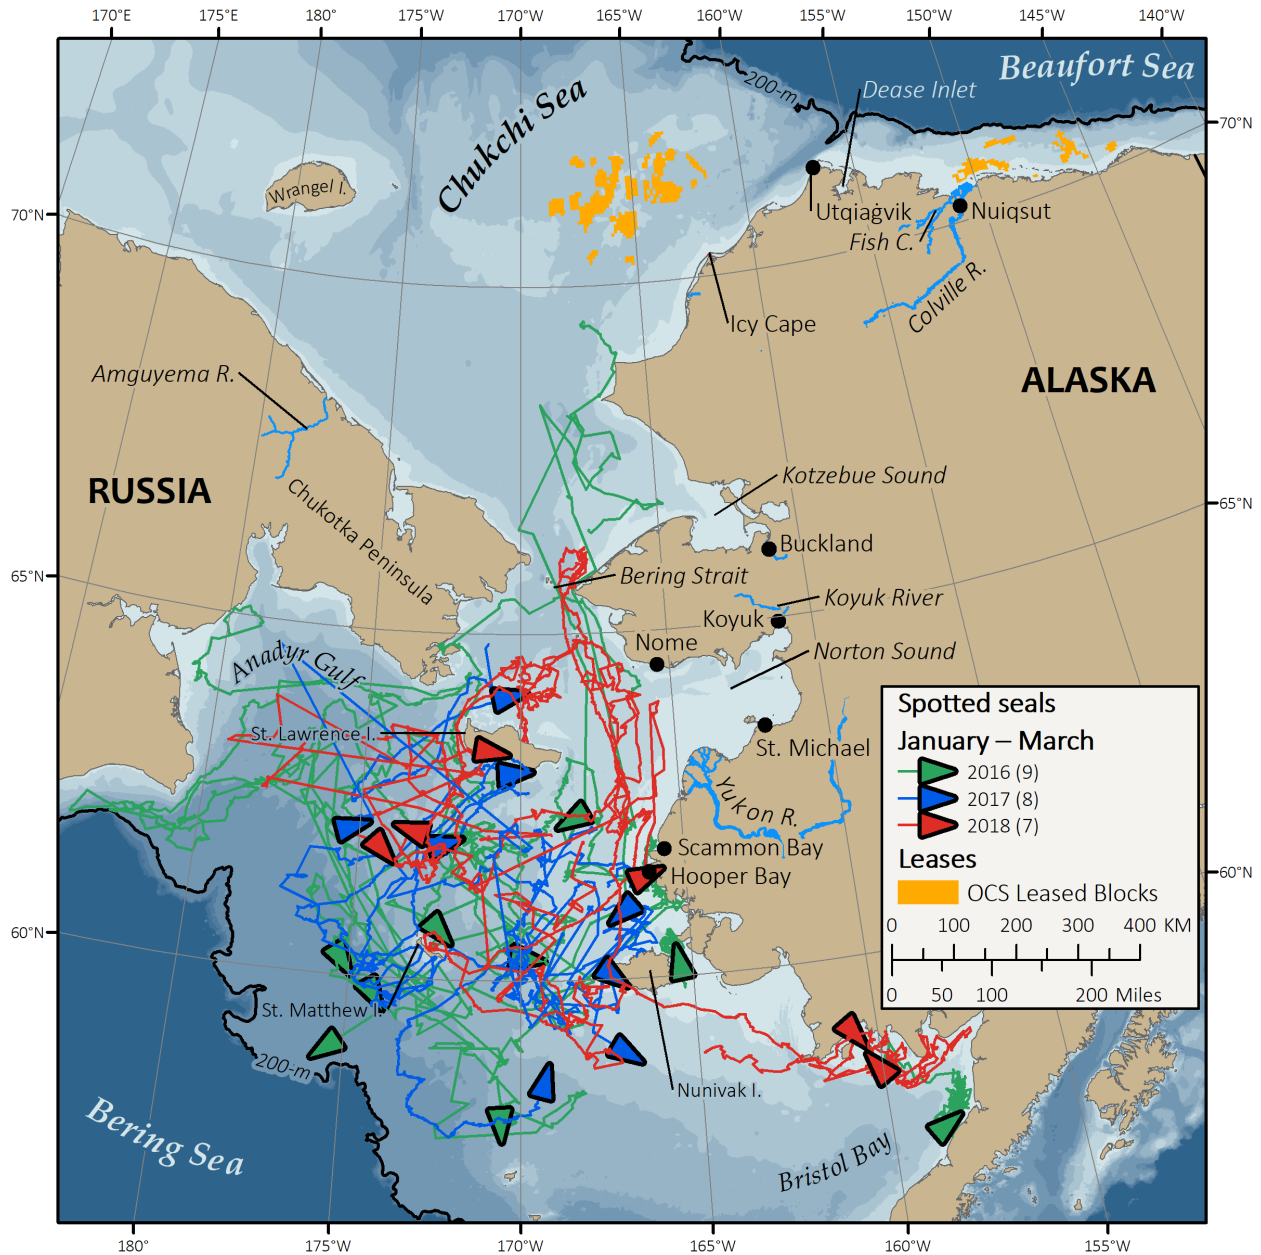 170°E 175°E 180° 175°W 170°W 165°W 160°W 155°W 150°W 145°W 140°W
Beaufort Sea
200-m
Dease Inlet
Chukchi Sea
70°N
Wrangel I.
Utqiaġvik
Nuiqsut
70°N
Fish C.
Colville R.
Icy Cape
Amguyema R.
ALASKA
RUSSIA
Kotzebue Sound
65°N
Chukotka Peninsula
Buckland
65°N
Bering Strait
Koyuk River
Koyuk
Nome
Anadyr Gulf
Norton Sound
St. Lawrence I.
St. Michael
Yukon R.
Scammon Bay
Hooper Bay
60°N
60°N
St. Matthew I.
200-m
Nunivak I.
Bering Sea
Bristol Bay
Spotted seals
January – March
2016 (9)
2017 (8)
2018 (7)
Leases
OCS Leased Blocks
0 100 200 300 400 KM
0 50 100 200 Miles
180° 175°W 170°W 165°W 160°W 155°W